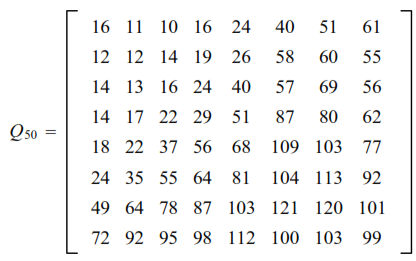 16 11 10 16 24 40 51 61
12 12 14 19 26 58 60 55
14 13 16 24 40 57 69 56
14 17 22 29 51 87 80 62
Q50 =
18 22 37 56 68 109 103 77
24 35 55 64 81 104 113 92
49 64 78 87 103 121 120 101
72 92 95 98 112 100 103 99